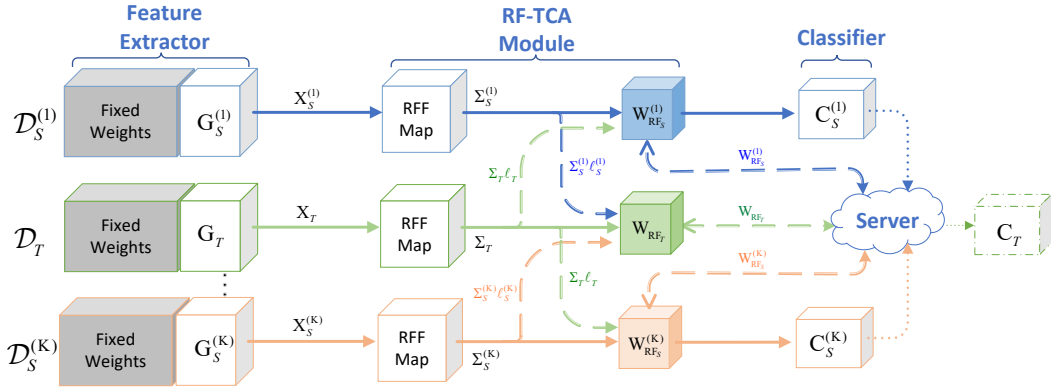 Feature
Extractor
RF-TCA
Module
Classifier
𝒟_S^(1)
Fixed
Weights
G_S^(1)
X_S^(1)
RFF
Map
Σ_S^(1)
W_RF_S^(1)
C_S^(1)
Σ_T ℓ_T
Σ_S^(1) ℓ_S^(1)
W_RF_S^(1)
𝒟_T
Fixed
Weights
G_T
X_T
RFF
Map
Σ_T
W_RF_T
W_RF_T
Server
C_T
Σ_S^(K) ℓ_S^(K)
Σ_T ℓ_T
W_RF_S^(K)
𝒟_S^(K)
Fixed
Weights
G_S^(K)
X_S^(K)
RFF
Map
Σ_S^(K)
W_RF_S^(K)
C_S^(K)